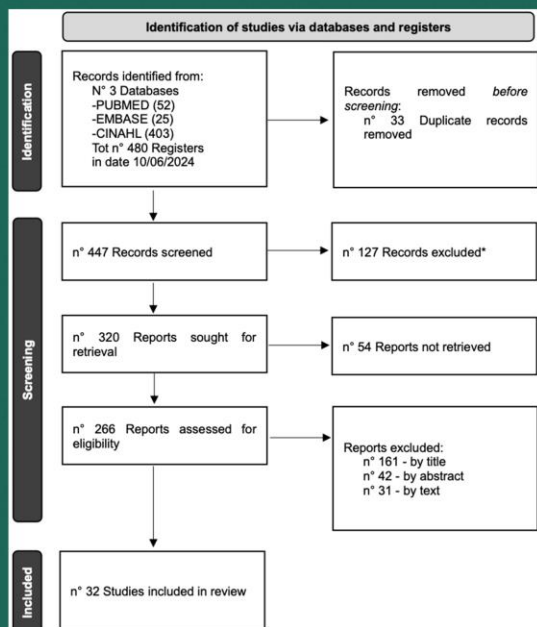 Identification of studies via databases and registers
Identification
Records identified from:
N° 3 Databases
-PUBMED (52)
-EMBASE (25)
-CINAHL (403)
Tot n° 480 Registers
in date 10/06/2024
Records removed before
screening:
n° 33 Duplicate records
removed
Screening
n° 447 Records screened
n° 127 Records excluded*
n° 320 Reports sought for
retrieval
n° 54 Reports not retrieved
n° 266 Reports assessed for
eligibility
Reports excluded:
n° 161 - by title
n° 42 - by abstract
n° 31 - by text
Included
n° 32 Studies included in review